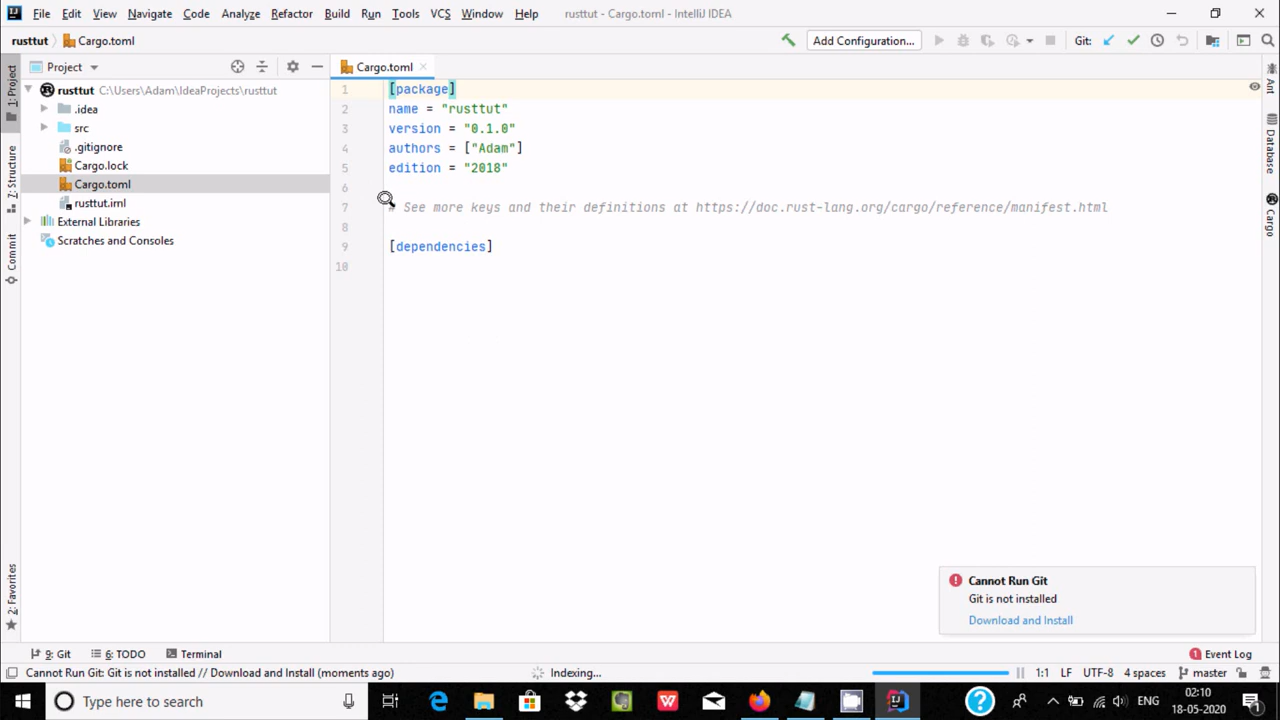 File Edit View Navigate Code Analyze Refactor Build Run Tools VCS Window Help rusttut - Cargo.toml - IntelliJ IDEA
rusttut Cargo.toml Add Configuration... Git:
Project
Cargo.toml
1: Project
Z: Structure
Commit
2: Favorites
rusttut C:\Users\Adam\IdeaProjects\rusttut
.idea
src
.gitignore
Cargo.lock
Cargo.toml
rusttut.iml
External Libraries
Scratches and Consoles
1 [package]
2 name = "rusttut"
3 version = "0.1.0"
4 authors = ["Adam"]
5 edition = "2018"
6
7 # See more keys and their definitions at https://doc.rust-lang.org/cargo/reference/manifest.html
8
9 [dependencies]
10
Ant
Database
Cargo
Cannot Run Git
Git is not installed
Download and Install
9: Git 6: TODO Terminal 1 Event Log
Cannot Run Git: Git is not installed // Download and Install (moments ago) Indexing... 1:1 LF UTF-8 4 spaces master
Type here to search ENG 02:10
18-05-2020 1